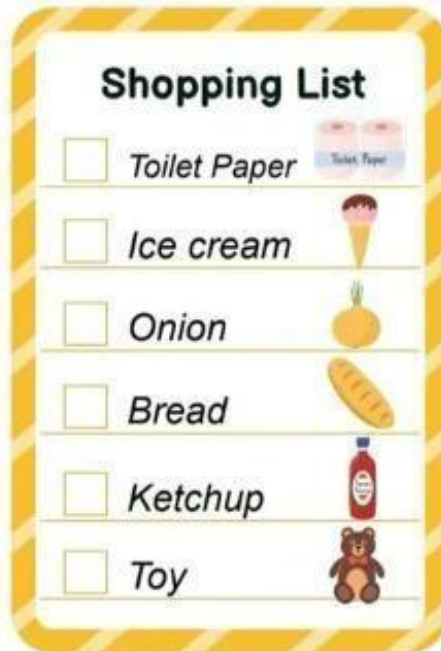 Shopping List
Toilet Paper
Toilet Paper
Ice cream
Onion
Bread
Ketchup
Toy